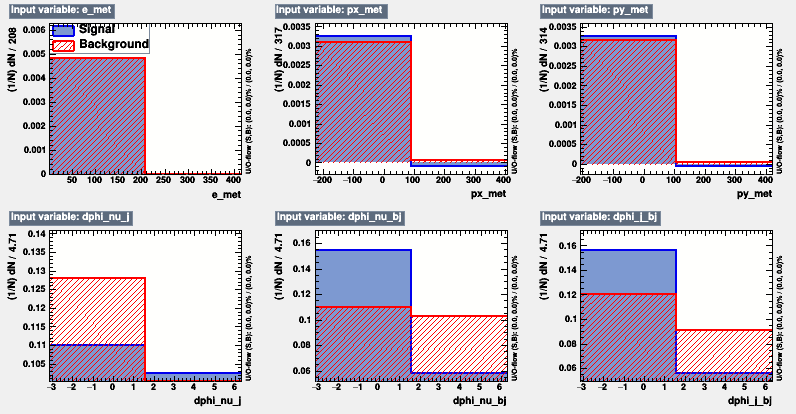 Input variable: e_met
(1/N) dN / 208
0.006
0.005
0.004
0.003
0.002
0.001
0
Signal
Background
50 100 150 200 250 300 350 400
e_met
U/O-flow (S,B): (0.0, 0.0)% / (0.0, 0.0)%
Input variable: px_met
(1/N) dN / 317
0.0035
0.003
0.0025
0.002
0.0015
0.001
0.0005
0
−200 −100 0 100 200 300 400
px_met
U/O-flow (S,B): (0.0, 0.0)% / (0.0, 0.0)%
Input variable: py_met
(1/N) dN / 314
0.0035
0.003
0.0025
0.002
0.0015
0.001
0.0005
0
−200 −100 0 100 200 300 400
py_met
U/O-flow (S,B): (0.0, 0.0)% / (0.0, 0.0)%
Input variable: dphi_nu_j
(1/N) dN / 4.71
0.14
0.135
0.13
0.125
0.12
0.115
0.11
0.105
−3 −2 −1 0 1 2 3 4 5 6
dphi_nu_j
U/O-flow (S,B): (0.0, 0.0)% / (0.0, 0.0)%
Input variable: dphi_nu_bj
(1/N) dN / 4.71
0.16
0.14
0.12
0.1
0.08
0.06
−3 −2 −1 0 1 2 3 4 5 6
dphi_nu_bj
U/O-flow (S,B): (0.0, 0.0)% / (0.0, 0.0)%
Input variable: dphi_j_bj
(1/N) dN / 4.71
0.16
0.14
0.12
0.1
0.08
0.06
−3 −2 −1 0 1 2 3 4 5 6
dphi_j_bj
U/O-flow (S,B): (0.0, 0.0)% / (0.0, 0.0)%